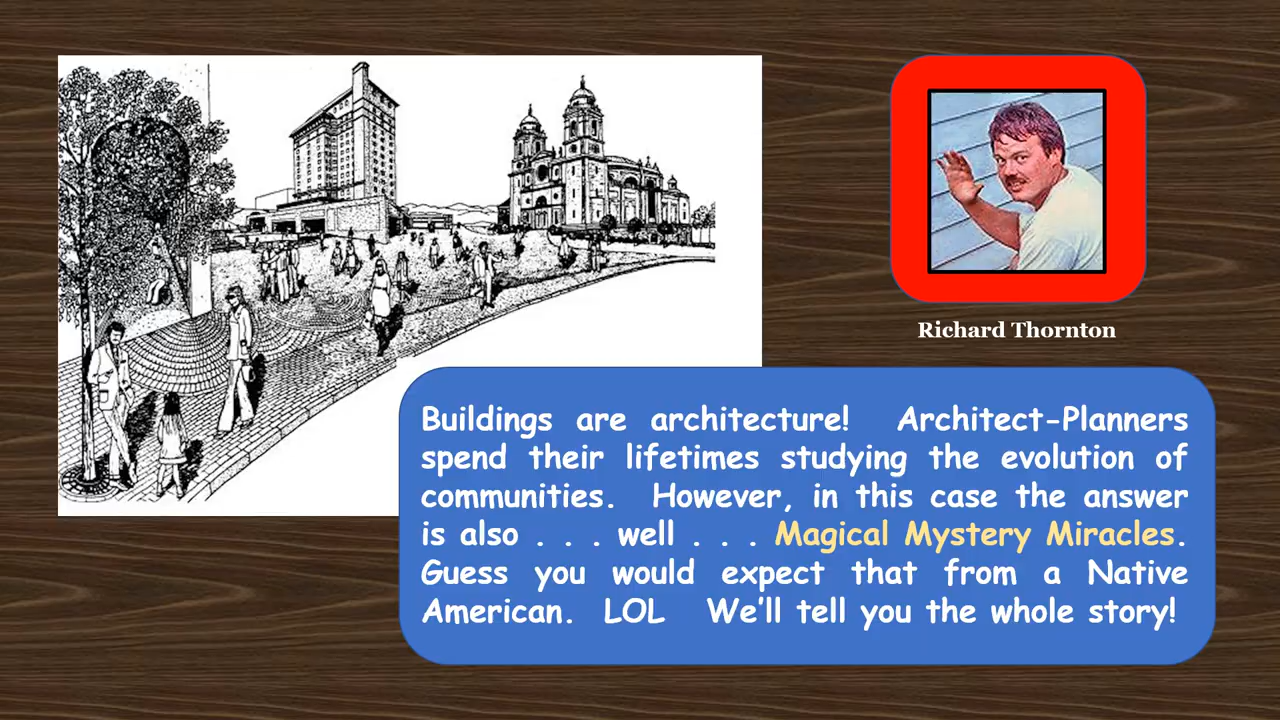 Richard Thornton
Buildings are architecture! Architect-Planners
spend their lifetimes studying the evolution of
communities. However, in this case the answer
is also . . . well . . . Magical Mystery Miracles.
Guess you would expect that from a Native
American. LOL We'll tell you the whole story!